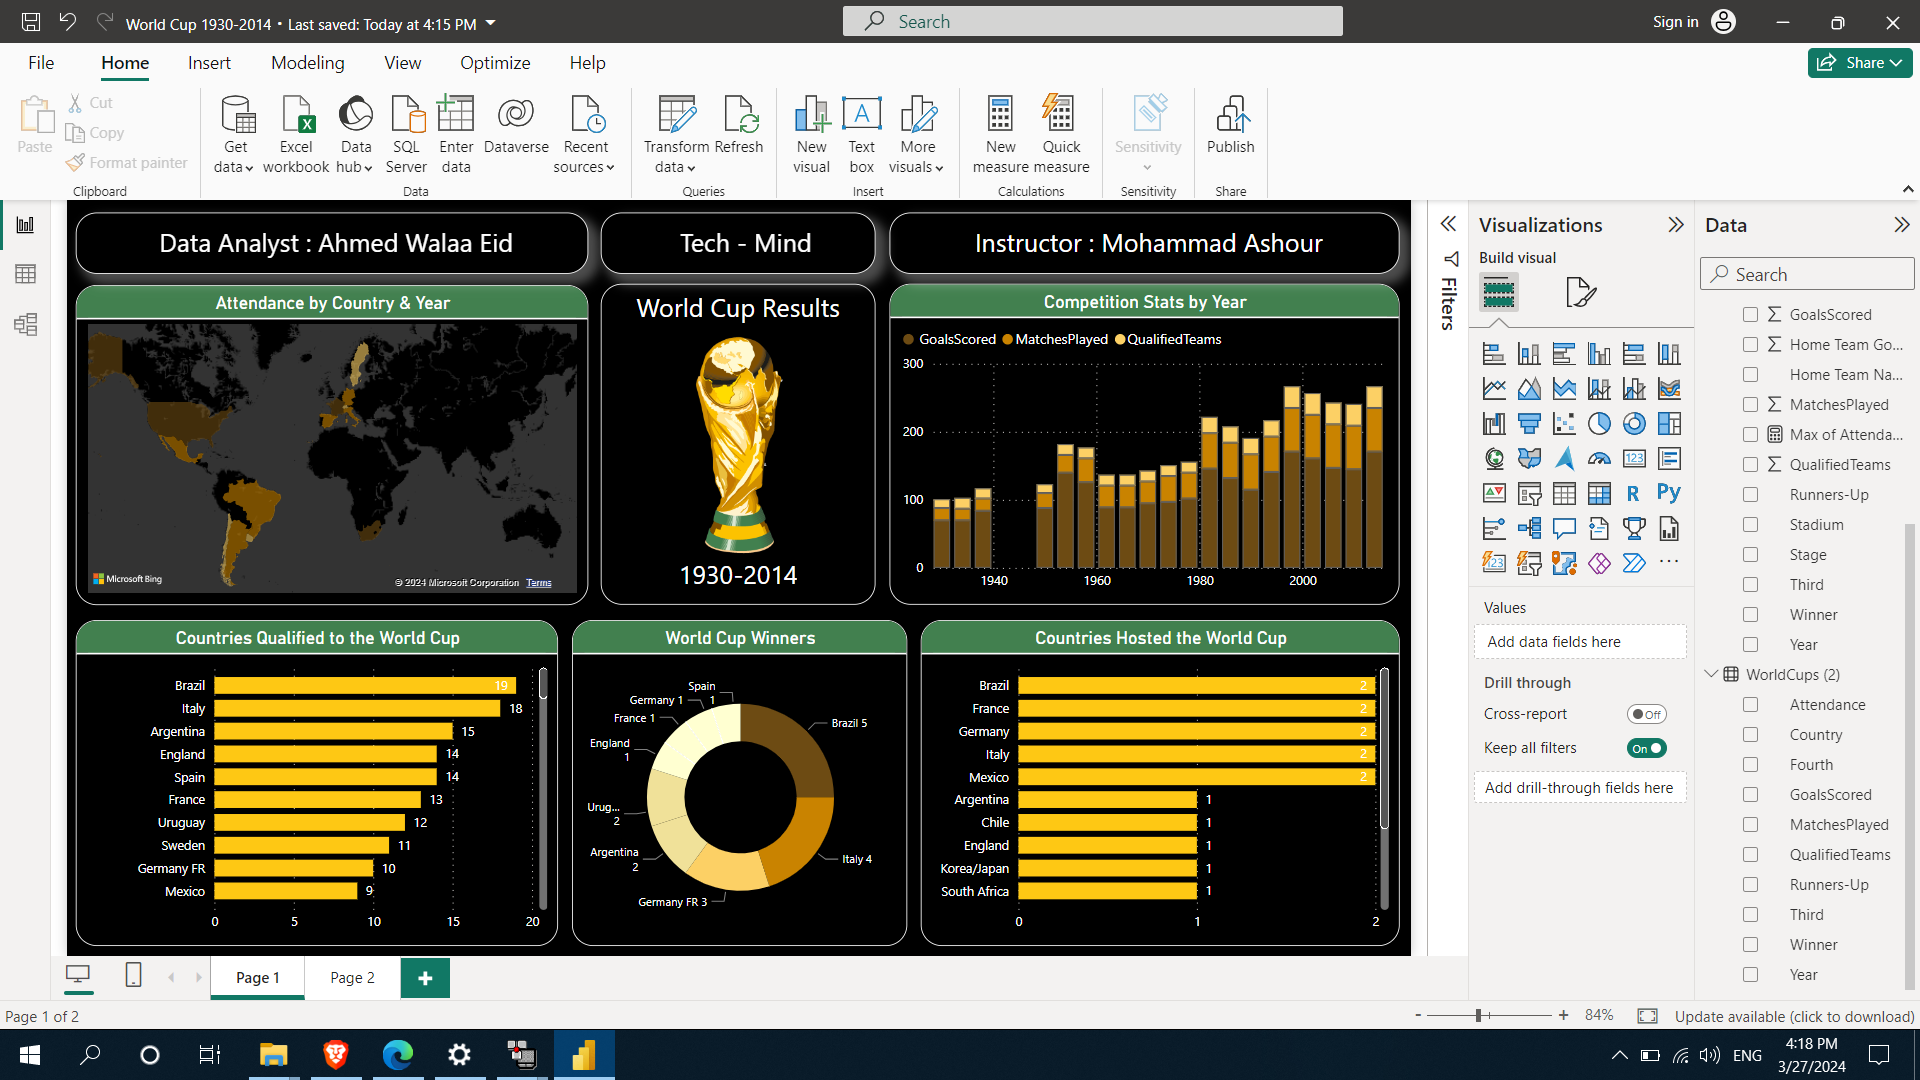 World Cup 1930-2014 • Last saved: Today at 4:15 PM
Search
Sign in
File
Home
Insert
Modeling
View
Optimize
Help
Share
Paste
Cut
Copy
Format painter
Clipboard
Get data
Excel workbook
Data hub
SQL Server
Enter data
Dataverse
Recent sources
Data
Transform data
Refresh
Queries
New visual
Text box
More visuals
Insert
New measure
Quick measure
Calculations
Sensitivity
Sensitivity
Publish
Share
Data Analyst : Ahmed Walaa Eid
Tech - Mind
Instructor : Mohammad Ashour
Attendance by Country & Year
Microsoft Bing
© 2024 Microsoft Corporation Terms
World Cup Results
1930-2014
Competition Stats by Year
GoalsScored MatchesPlayed QualifiedTeams
300
200
100
0
1940
1960
1980
2000
Countries Qualified to the World Cup
Brazil 19
Italy 18
Argentina 15
England 14
Spain 14
France 13
Uruguay 12
Sweden 11
Germany FR 10
Mexico 9
0 5 10 15 20
World Cup Winners
Spain 1
Germany 1
France 1
England 1
Urug... 2
Argentina 2
Germany FR 3
Italy 4
Brazil 5
Countries Hosted the World Cup
Brazil 2
France 2
Germany 2
Italy 2
Mexico 2
Argentina 1
Chile 1
England 1
Korea/Japan 1
South Africa 1
0 1 2
Filters
Visualizations
Build visual
123
R
Py
123
Values
Add data fields here
Drill through
Cross-report
Off
Keep all filters
On
Add drill-through fields here
Data
Search
GoalsScored
Home Team Go...
Home Team Na...
MatchesPlayed
Max of Attenda...
QualifiedTeams
Runners-Up
Stadium
Stage
Third
Winner
Year
WorldCups (2)
Attendance
Country
Fourth
GoalsScored
MatchesPlayed
QualifiedTeams
Runners-Up
Third
Winner
Year
Page 1
Page 2
+
Page 1 of 2
- + 84%
Update available (click to download)
ENG
4:18 PM
3/27/2024